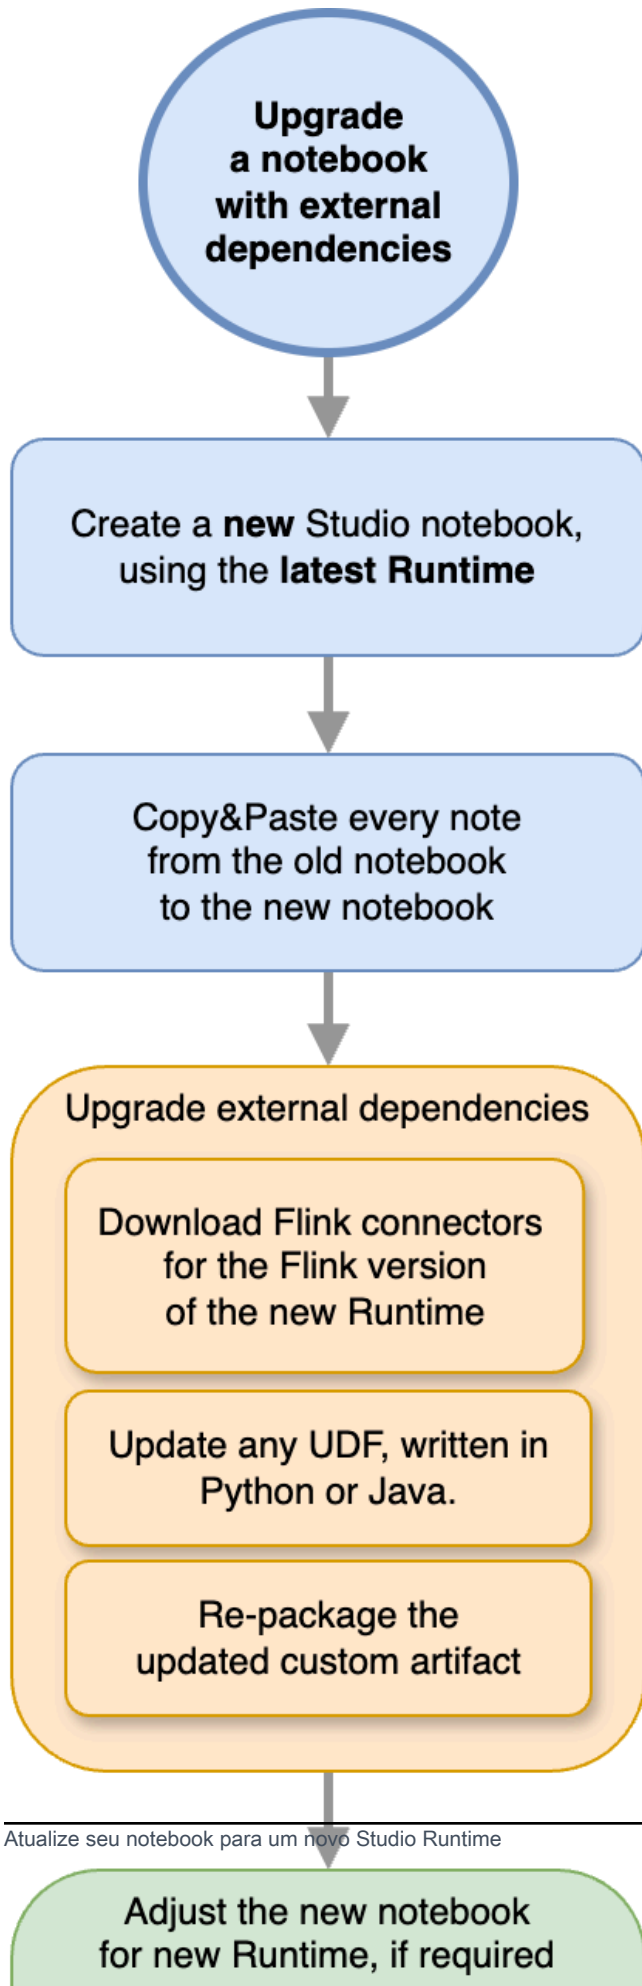 Upgrade
a notebook
with external
dependencies
Create a new Studio notebook,
using the latest Runtime
Copy&Paste every note
from the old notebook
to the new notebook
Upgrade external dependencies
Download Flink connectors
for the Flink version
of the new Runtime
Update any UDF, written in
Python or Java.
Re-package the
updated custom artifact
Atualize seu notebook para um novo Studio Runtime
Adjust the new notebook
for new Runtime, if required